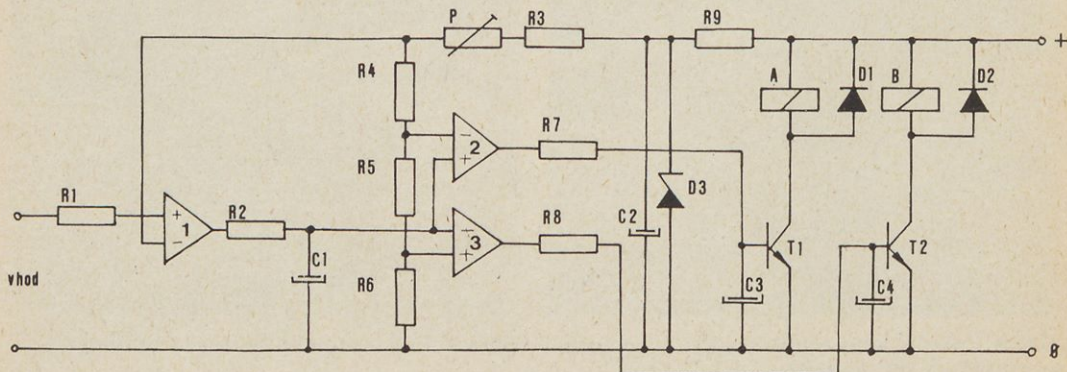 P R3 R9
R4 A D1 B D2
− 2 + R7
R5
R1 R2 + 1 − D3
− 3 + R8 C2
T1 T2
vhod C1 R6 C3 C4
+
0